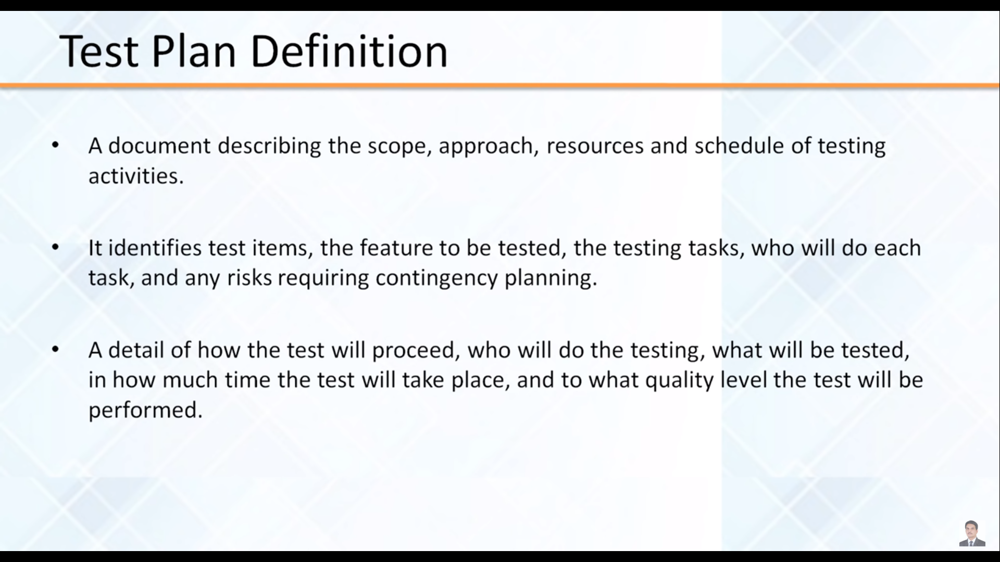 Test Plan Definition
• A document describing the scope, approach, resources and schedule of testing
activities.
• It identifies test items, the feature to be tested, the testing tasks, who will do each
task, and any risks requiring contingency planning.
• A detail of how the test will proceed, who will do the testing, what will be tested,
in how much time the test will take place, and to what quality level the test will be
performed.